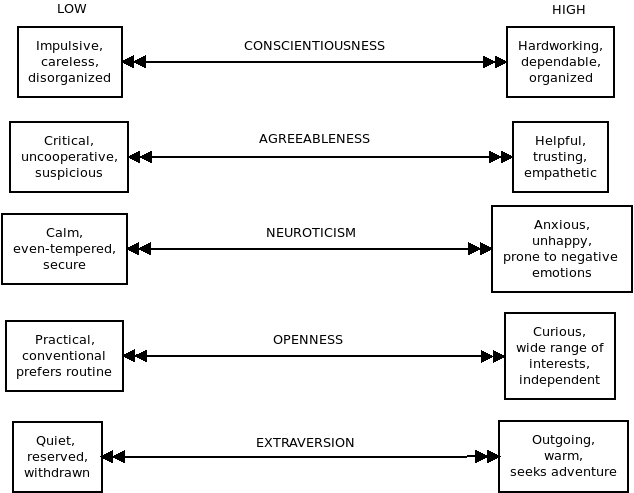 LOW
HIGH
Impulsive,
careless,
disorganized
CONSCIENTIOUSNESS
Hardworking,
dependable,
organized
Critical,
uncooperative,
suspicious
AGREEABLENESS
Helpful,
trusting,
empathetic
Calm,
even-tempered,
secure
NEUROTICISM
Anxious,
unhappy,
prone to negative
emotions
Practical,
conventional
prefers routine
OPENNESS
Curious,
wide range of
interests,
independent
Quiet,
reserved,
withdrawn
EXTRAVERSION
Outgoing,
warm,
seeks adventure